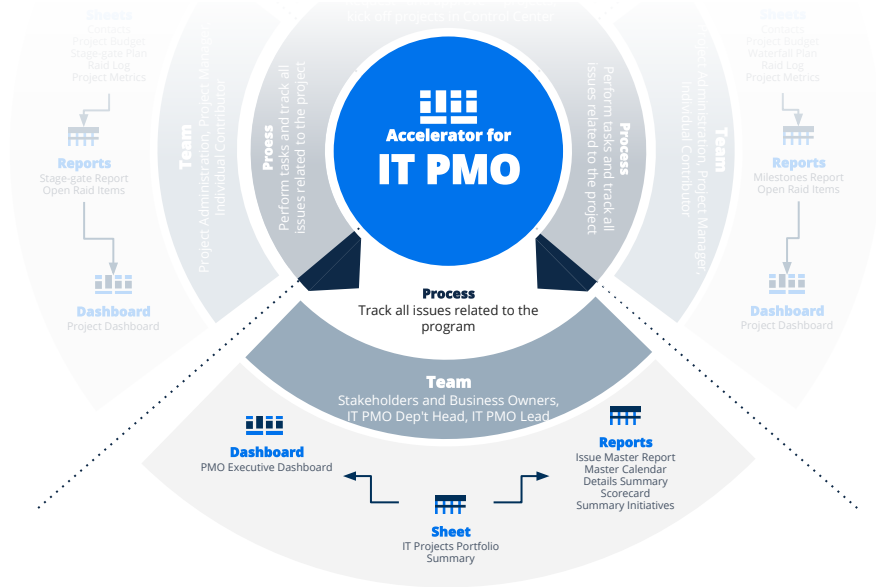 kick off projects in Control Center
Sheets
Contacts
Project Budget
Stage-gate Plan
Raid Log
Project Metrics
Reports
Stage-gate Report
Open Raid Items
Dashboard
Project Dashboard
Team
Project Administration, Project Manager,
Individual Contributor
Proess
Perform tasks and track all
issues related to the project
Accelerator for
IT PMO
Process
Perform tasks and track all
issues related to the project
Team
Project Administration, Project Manager,
Individual Contributor
Sheets
Contacts
Project Budget
Waterfall Plan
Raid Log
Project Metrics
Reports
Milestones Report
Open Raid Items
Dashboard
Project Dashboard
Process
Track all issues related to the
program
Team
Stakeholders and Business Owners,
IT PMO Dep't Head, IT PMO Lead
Dashboard
PMO Executive Dashboard
Reports
Issue Master Report
Master Calendar
Details Summary
Scorecard
Summary Initiatives
Sheet
IT Projects Portfolio
Summary